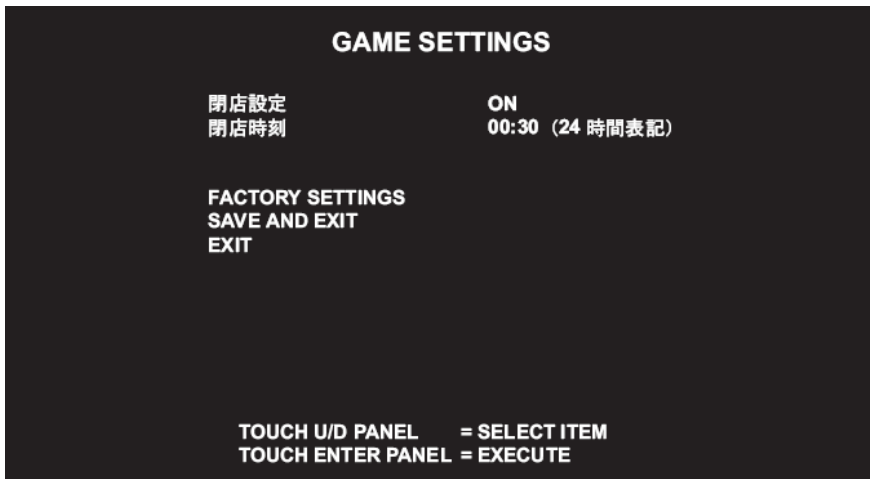 GAME SETTINGS
閉店設定 ON
閉店時刻 00:30 (24 時間表記)
FACTORY SETTINGS
SAVE AND EXIT
EXIT
TOUCH U/D PANEL = SELECT ITEM
TOUCH ENTER PANEL = EXECUTE